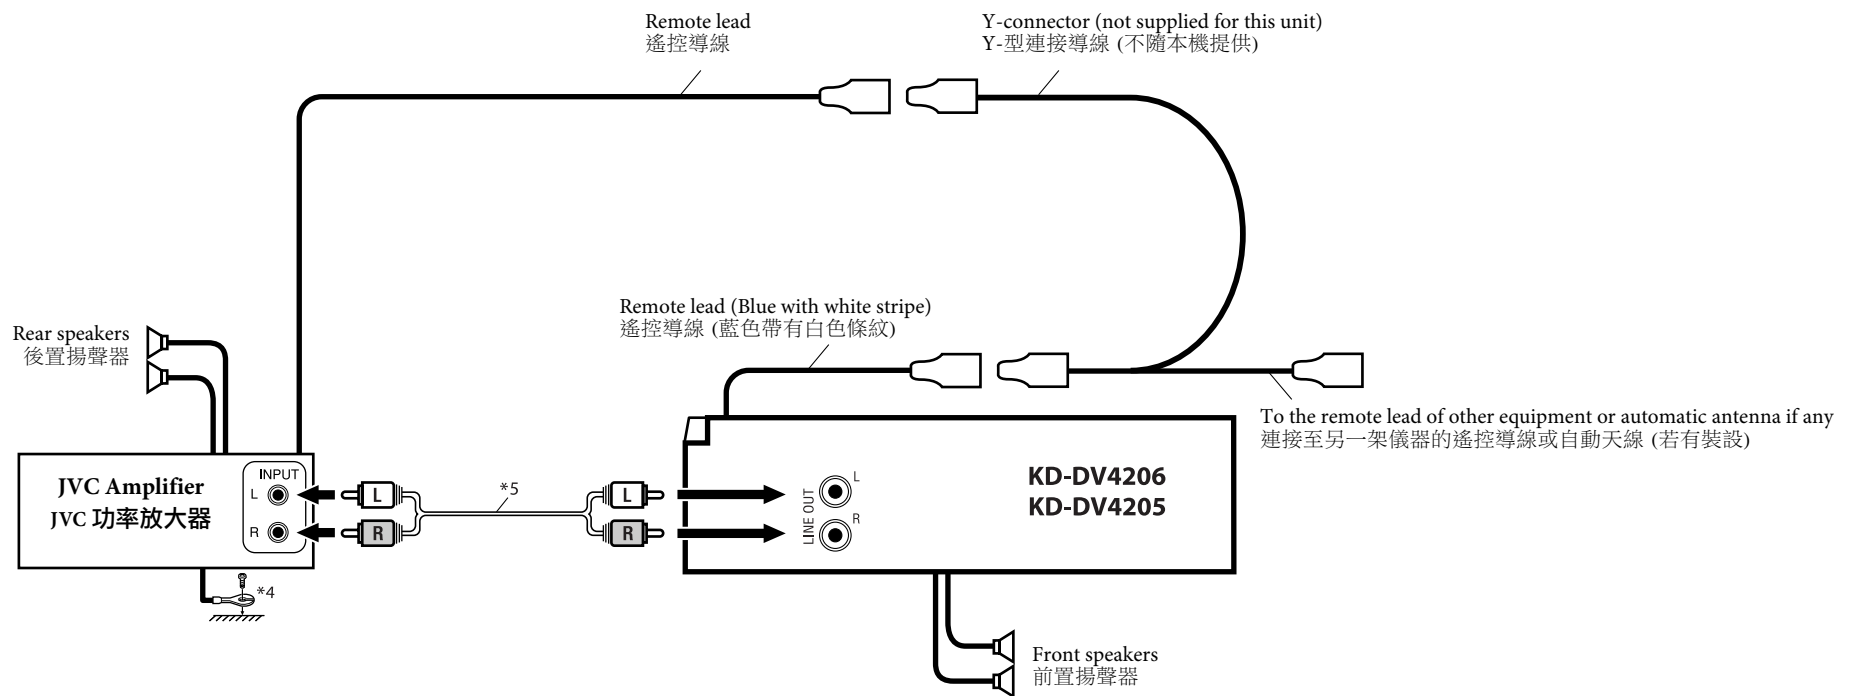 Remote lead
遙控導線
Y-connector (not supplied for this unit)
Y-型連接導線 (不隨本機提供)
Remote lead (Blue with white stripe)
遙控導線 (藍色帶有白色條紋)
Rear speakers
後置揚聲器
To the remote lead of other equipment or automatic antenna if any
連接至另一架儀器的遙控導線或自動天線 (若有裝設)
JVC Amplifier
JVC 功率放大器
INPUT
L
R
L
R
*5
L
R
LINE OUT
L
R
KD-DV4206
KD-DV4205
*4
Front speakers
前置揚聲器